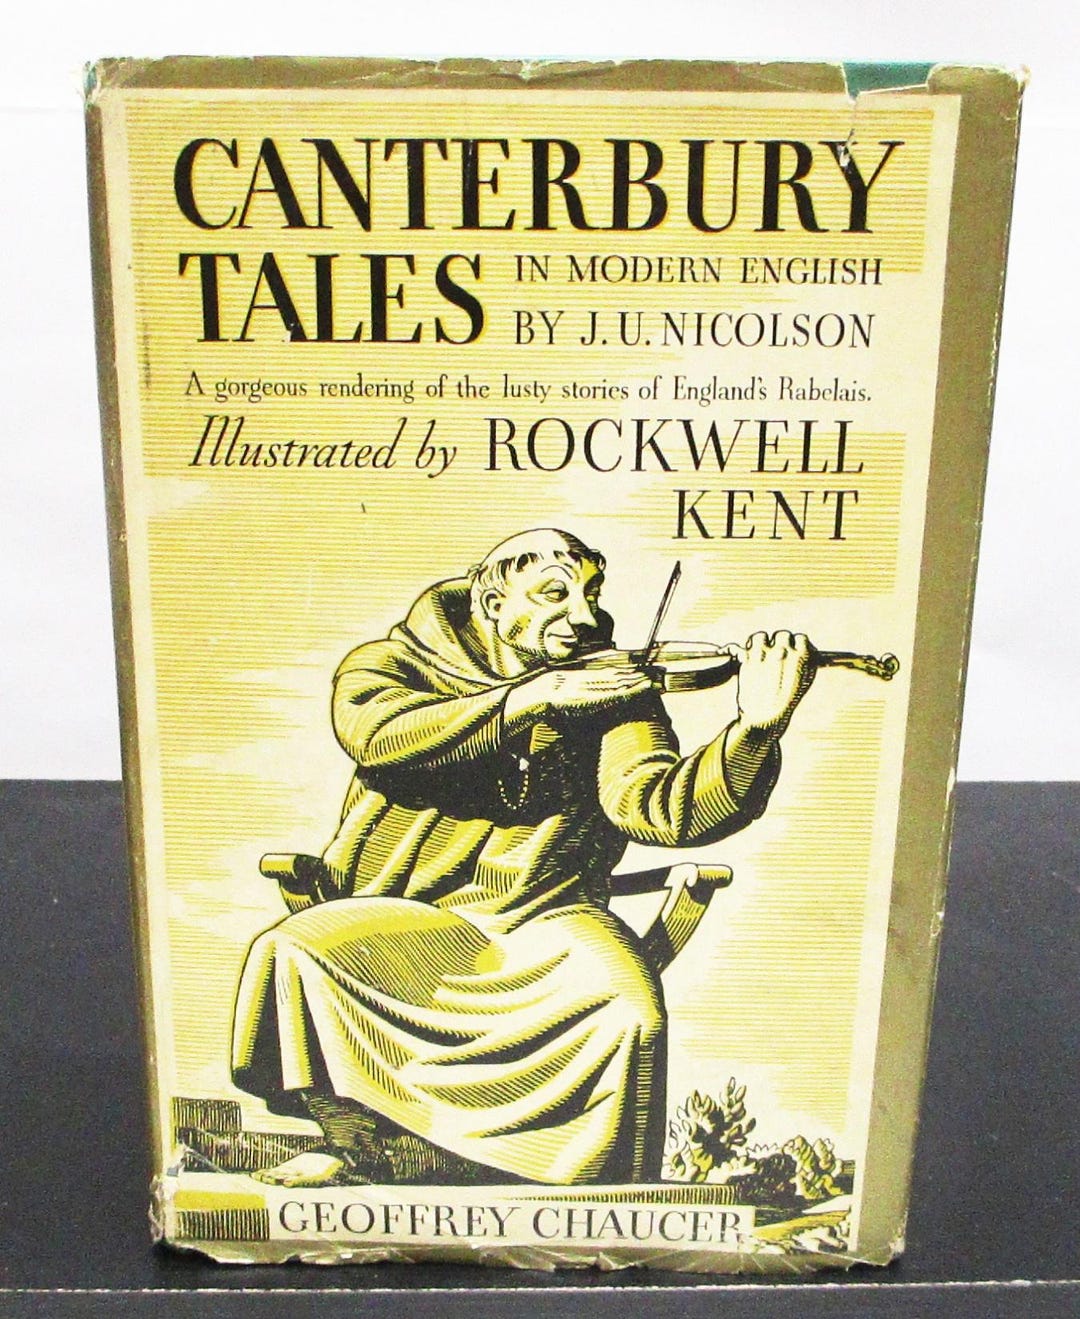 CANTERBURY
TALES IN MODERN ENGLISH
BY J. U. NICOLSON
A gorgeous rendering of the lusty stories of England's Rabelais.
Illustrated by ROCKWELL
KENT
GEOFFREY CHAUCER